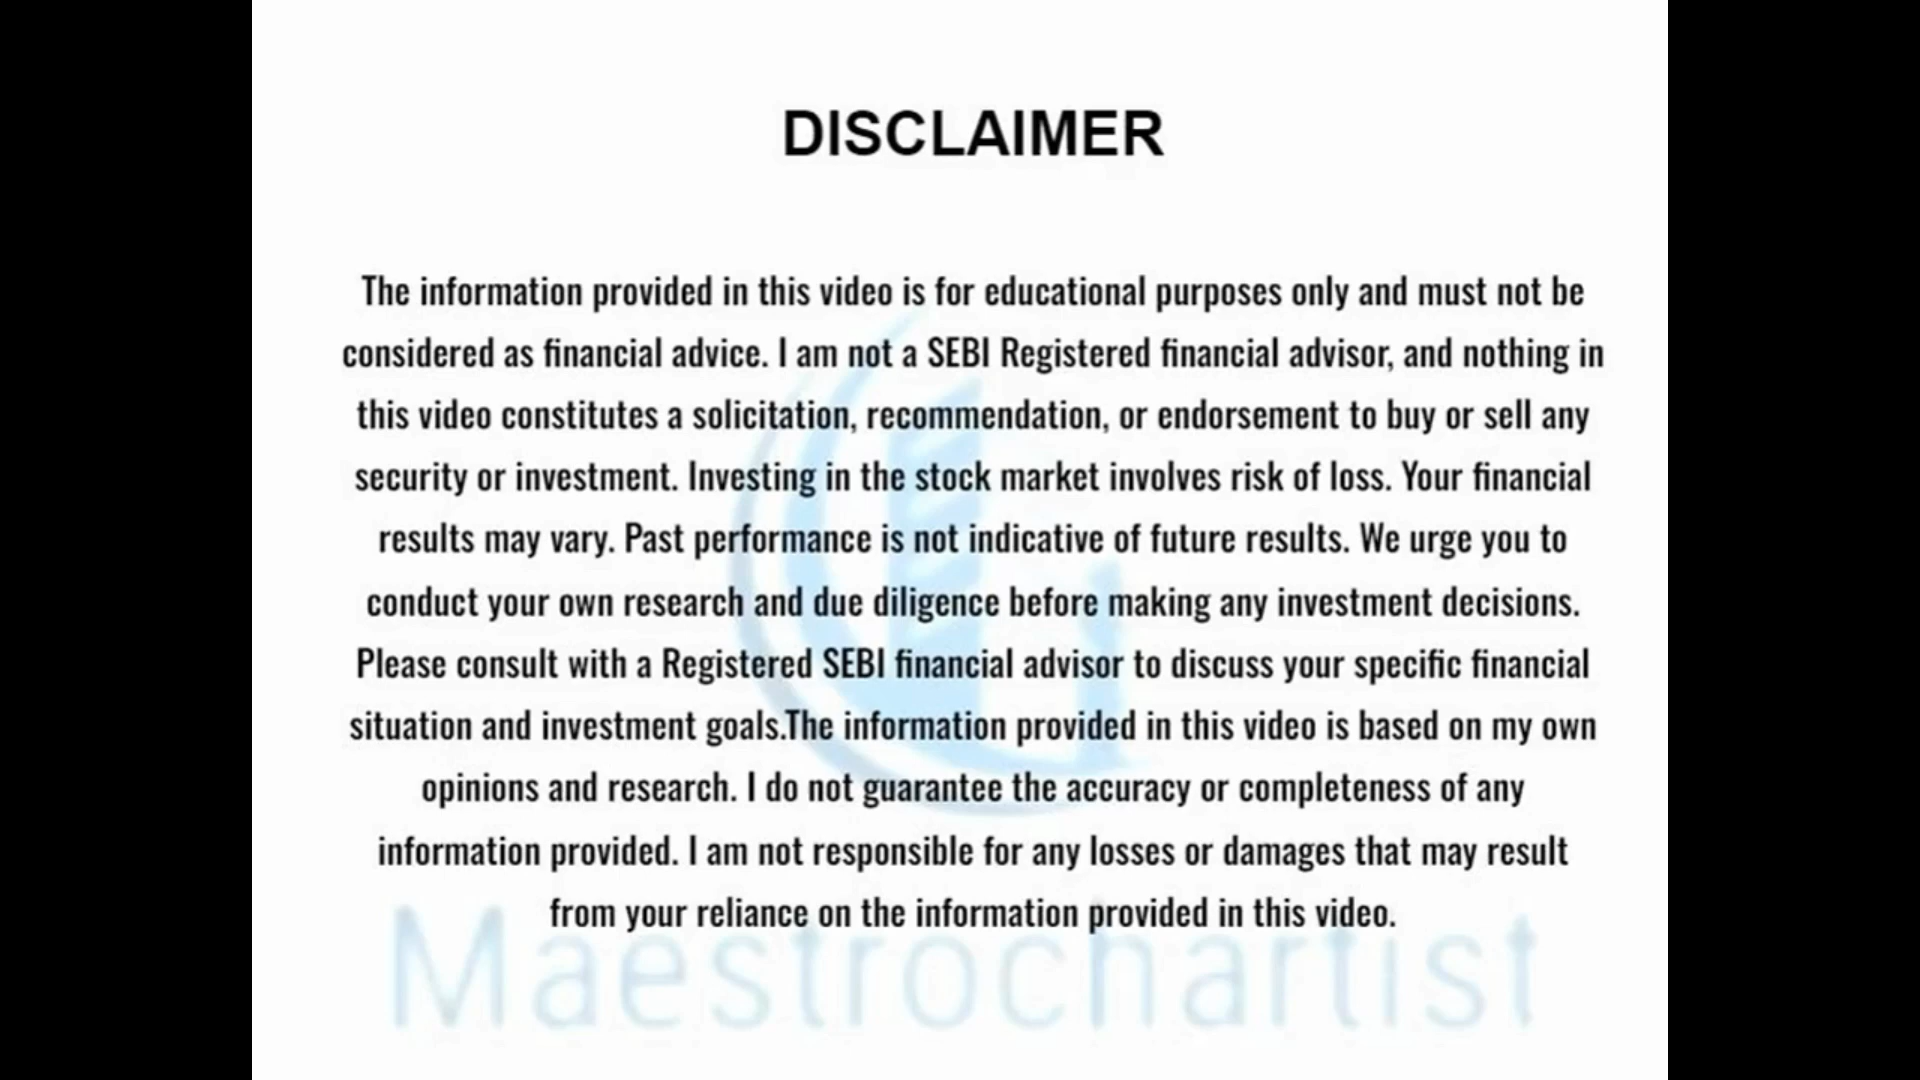 DISCLAIMER
The information provided in this video is for educational purposes only and must not be
considered as financial advice. I am not a SEBI Registered financial advisor, and nothing in
this video constitutes a solicitation, recommendation, or endorsement to buy or sell any
security or investment. Investing in the stock market involves risk of loss. Your financial
results may vary. Past performance is not indicative of future results. We urge you to
conduct your own research and due diligence before making any investment decisions.
Please consult with a Registered SEBI financial advisor to discuss your specific financial
situation and investment goals.The information provided in this video is based on my own
opinions and research. I do not guarantee the accuracy or completeness of any
information provided. I am not responsible for any losses or damages that may result
from your reliance on the information provided in this video.
Maestrochartist